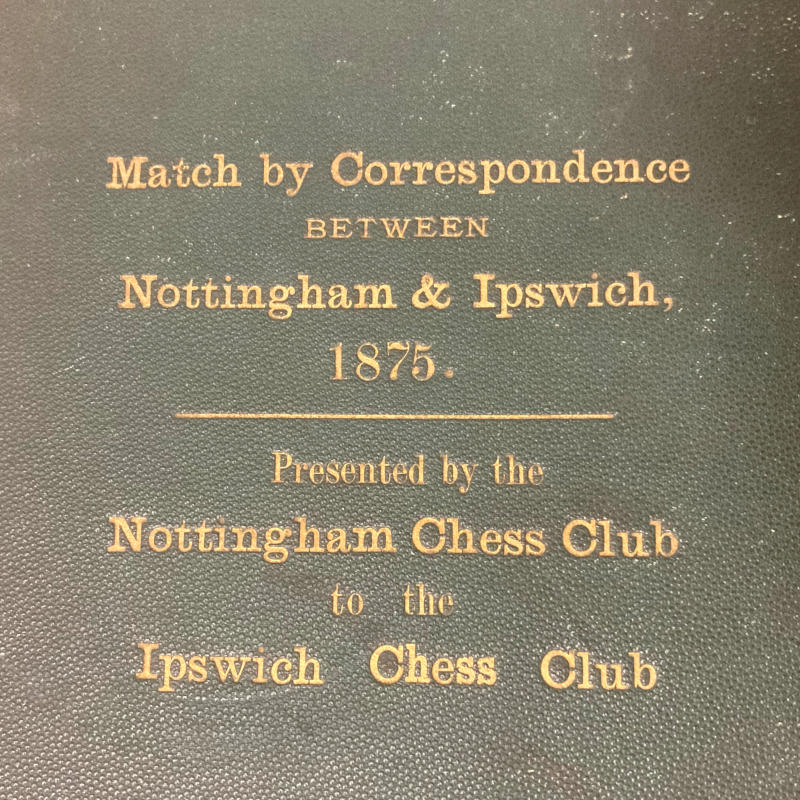 Match by Correspondence
BETWEEN
Nottingham & Ipswich,
1875.
Presented by the
Nottingham Chess Club
to the
Ipswich Chess Club